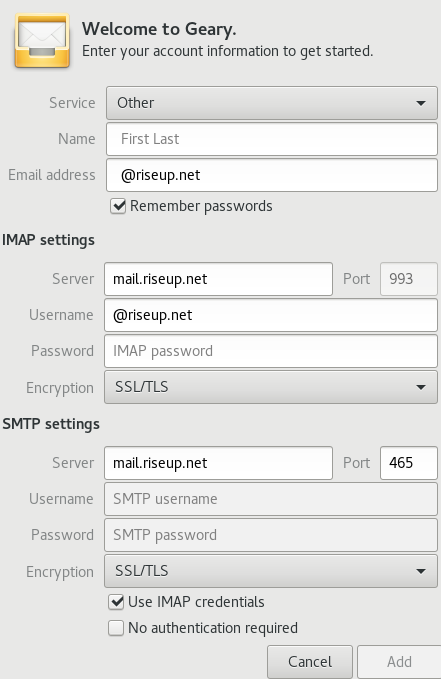 Welcome to Geary.
Enter your account information to get started.
Service Other
Name First Last
Email address @riseup.net
Remember passwords
IMAP settings
Server mail.riseup.net Port 993
Username @riseup.net
Password IMAP password
Encryption SSL/TLS
SMTP settings
Server mail.riseup.net Port 465
Username SMTP username
Password SMTP password
Encryption SSL/TLS
Use IMAP credentials
No authentication required
Cancel Add